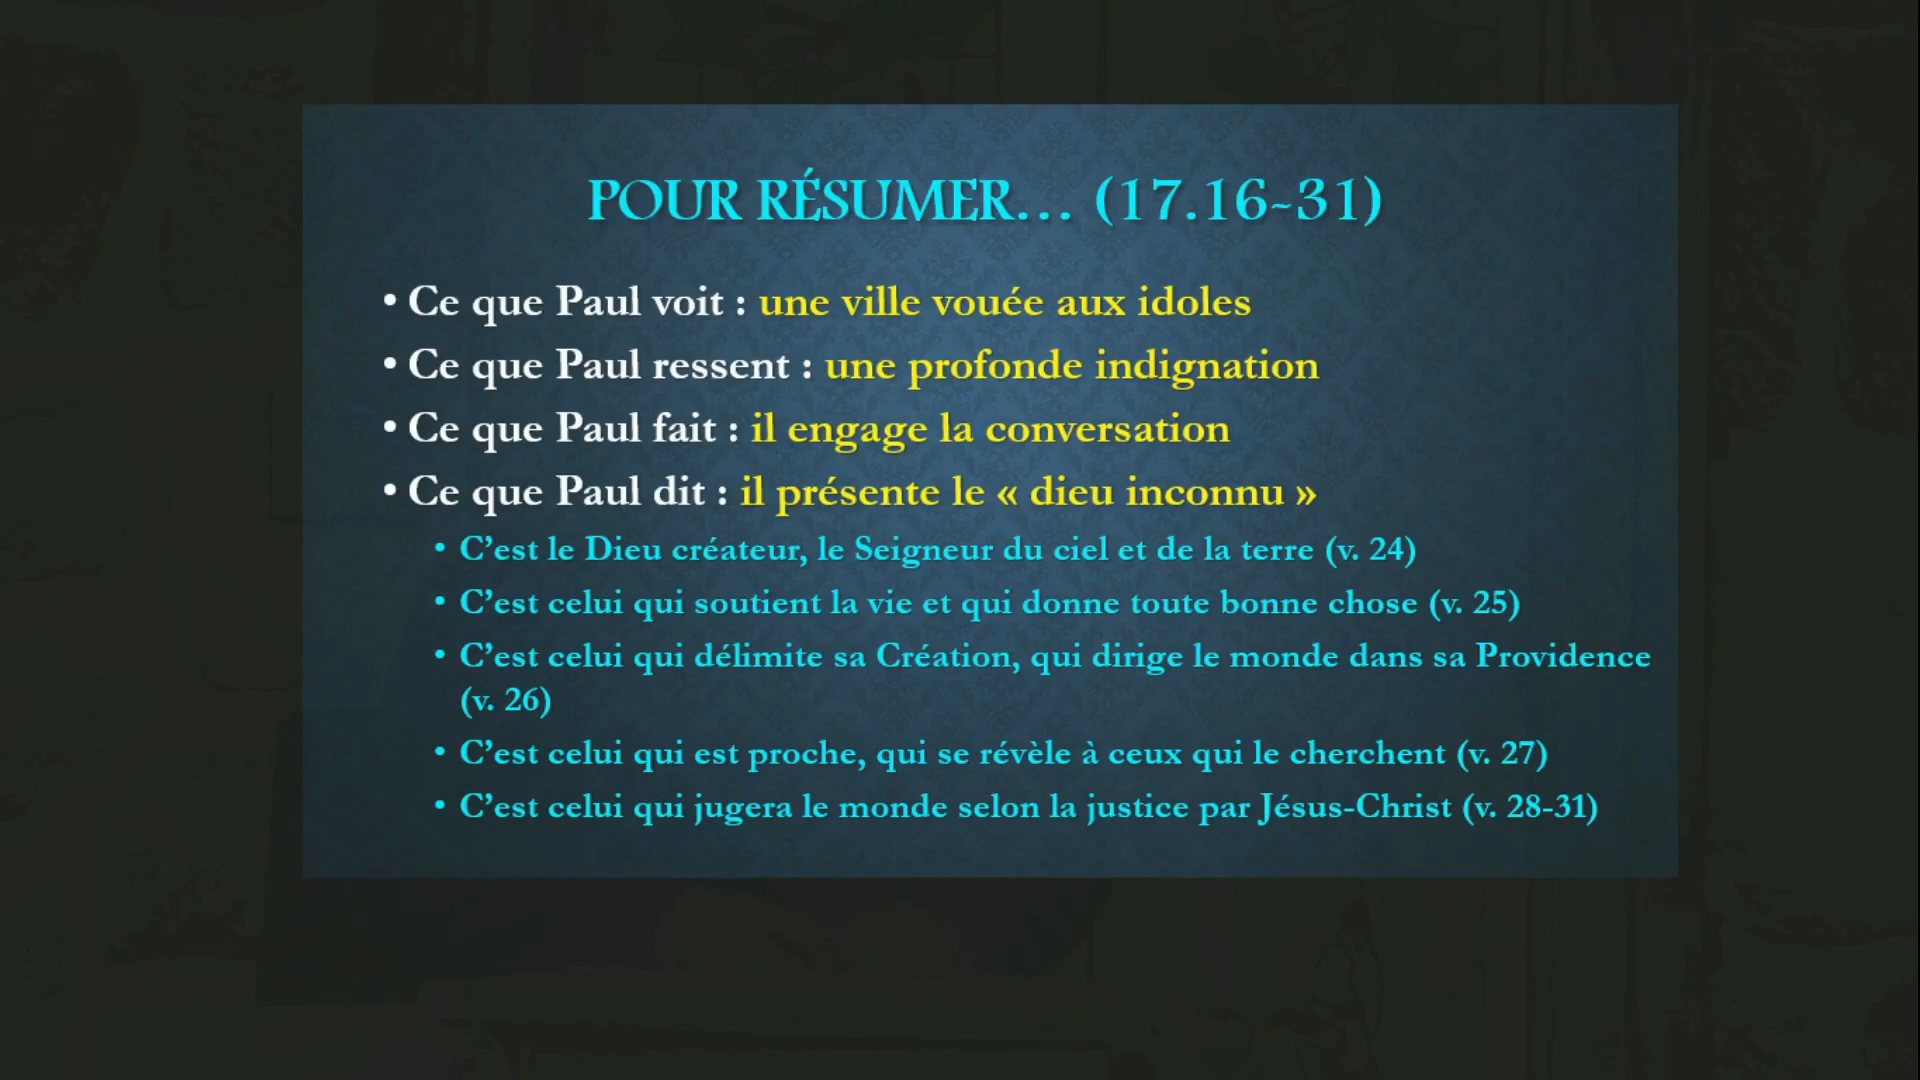 POUR RÉSUMER… (17.16-31)
• Ce que Paul voit : une ville vouée aux idoles
• Ce que Paul ressent : une profonde indignation
• Ce que Paul fait : il engage la conversation
• Ce que Paul dit : il présente le « dieu inconnu »
• C’est le Dieu créateur, le Seigneur du ciel et de la terre (v. 24)
• C’est celui qui soutient la vie et qui donne toute bonne chose (v. 25)
• C’est celui qui délimite sa Création, qui dirige le monde dans sa Providence
(v. 26)
• C’est celui qui est proche, qui se révèle à ceux qui le cherchent (v. 27)
• C’est celui qui jugera le monde selon la justice par Jésus-Christ (v. 28-31)